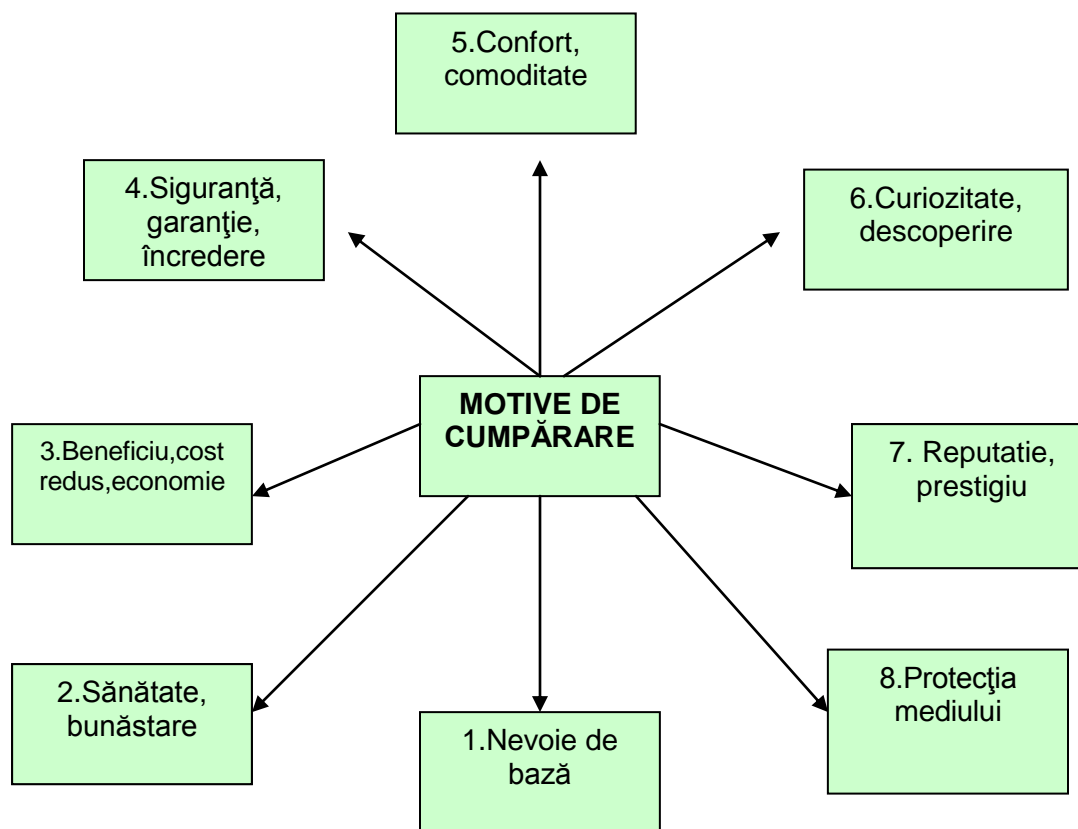 5.Confort,
comoditate
4.Siguranţă,
garanţie,
încredere
6.Curiozitate,
descoperire
MOTIVE DE
CUMPĂRARE
3.Beneficiu,cost
redus,economie
7. Reputatie,
prestigiu
2.Sănătate,
bunăstare
8.Protecţia
mediului
1.Nevoie de
bază